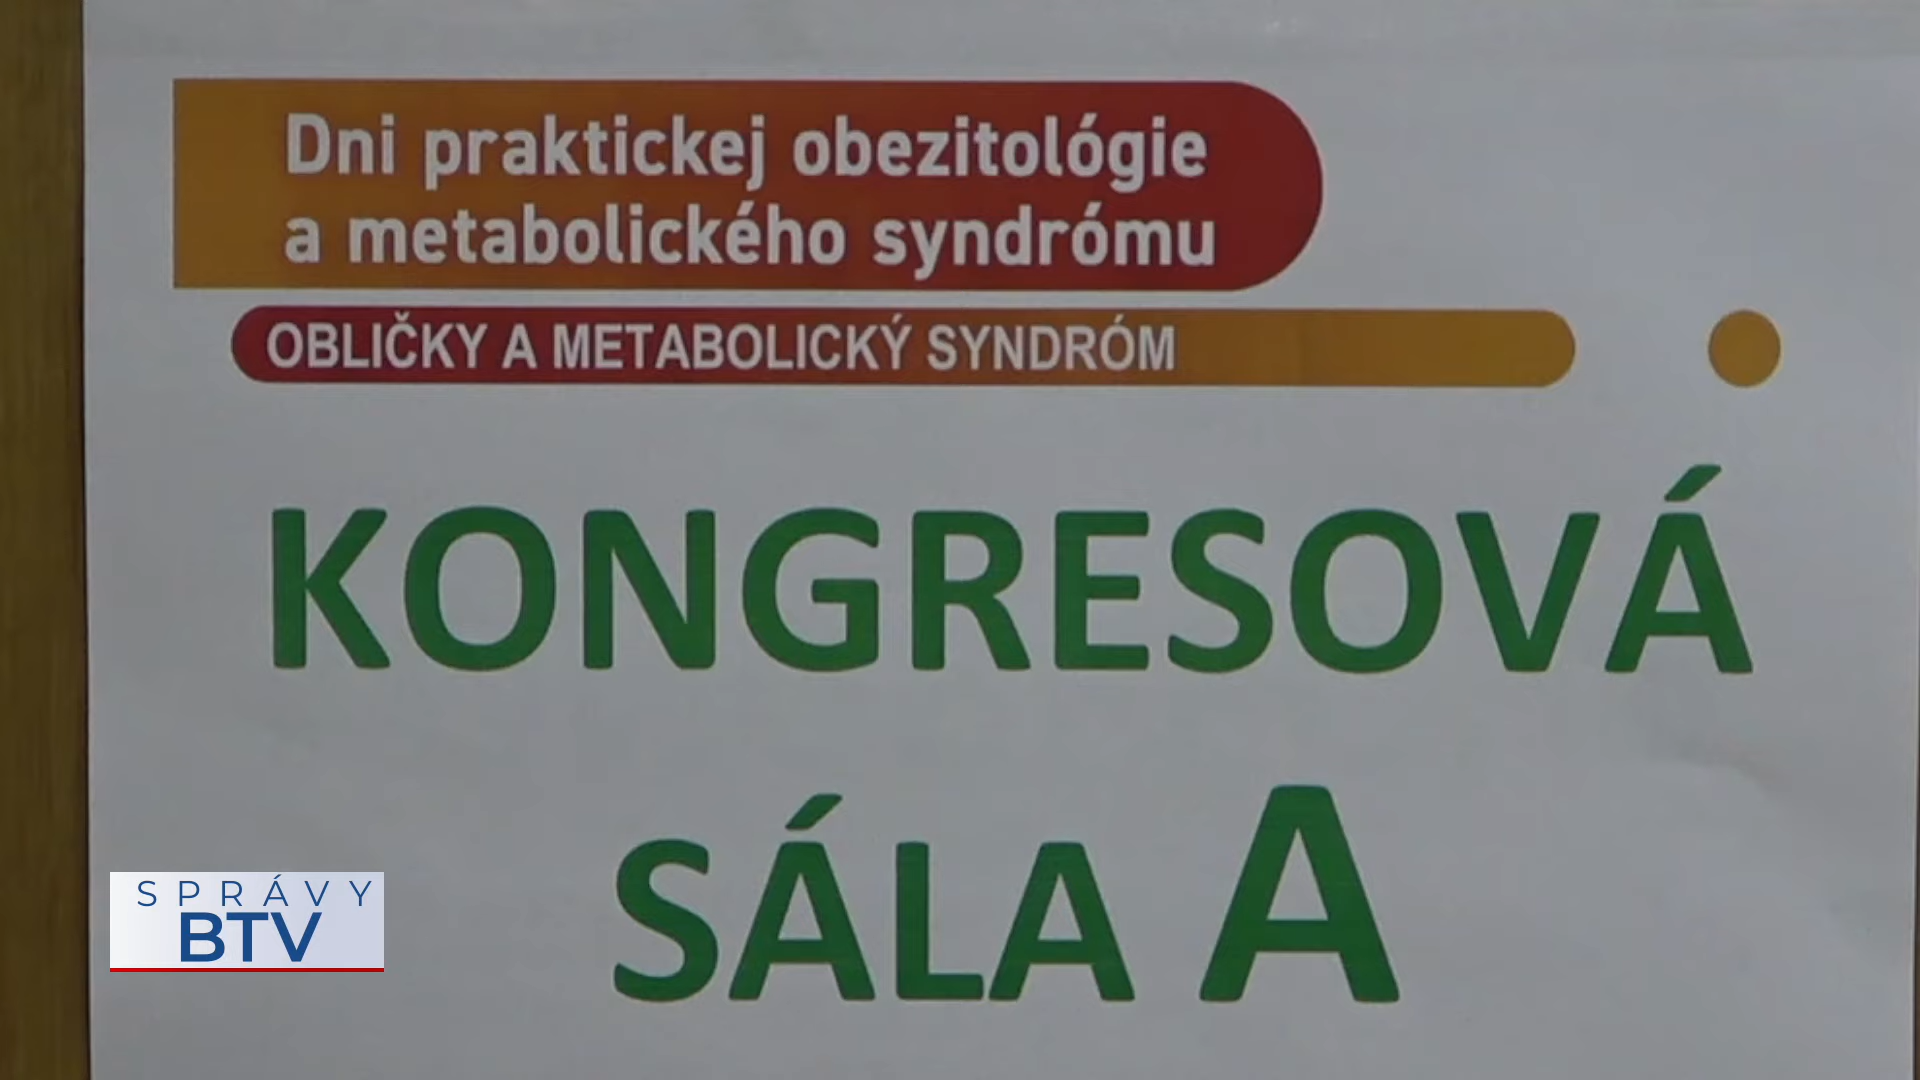 Dni praktickej obezitológie
a metabolického syndrómu
OBLIČKY A METABOLICKÝ SYNDRÓM
KONGRESOVÁ
SÁLA A
SPRÁVY
BTV